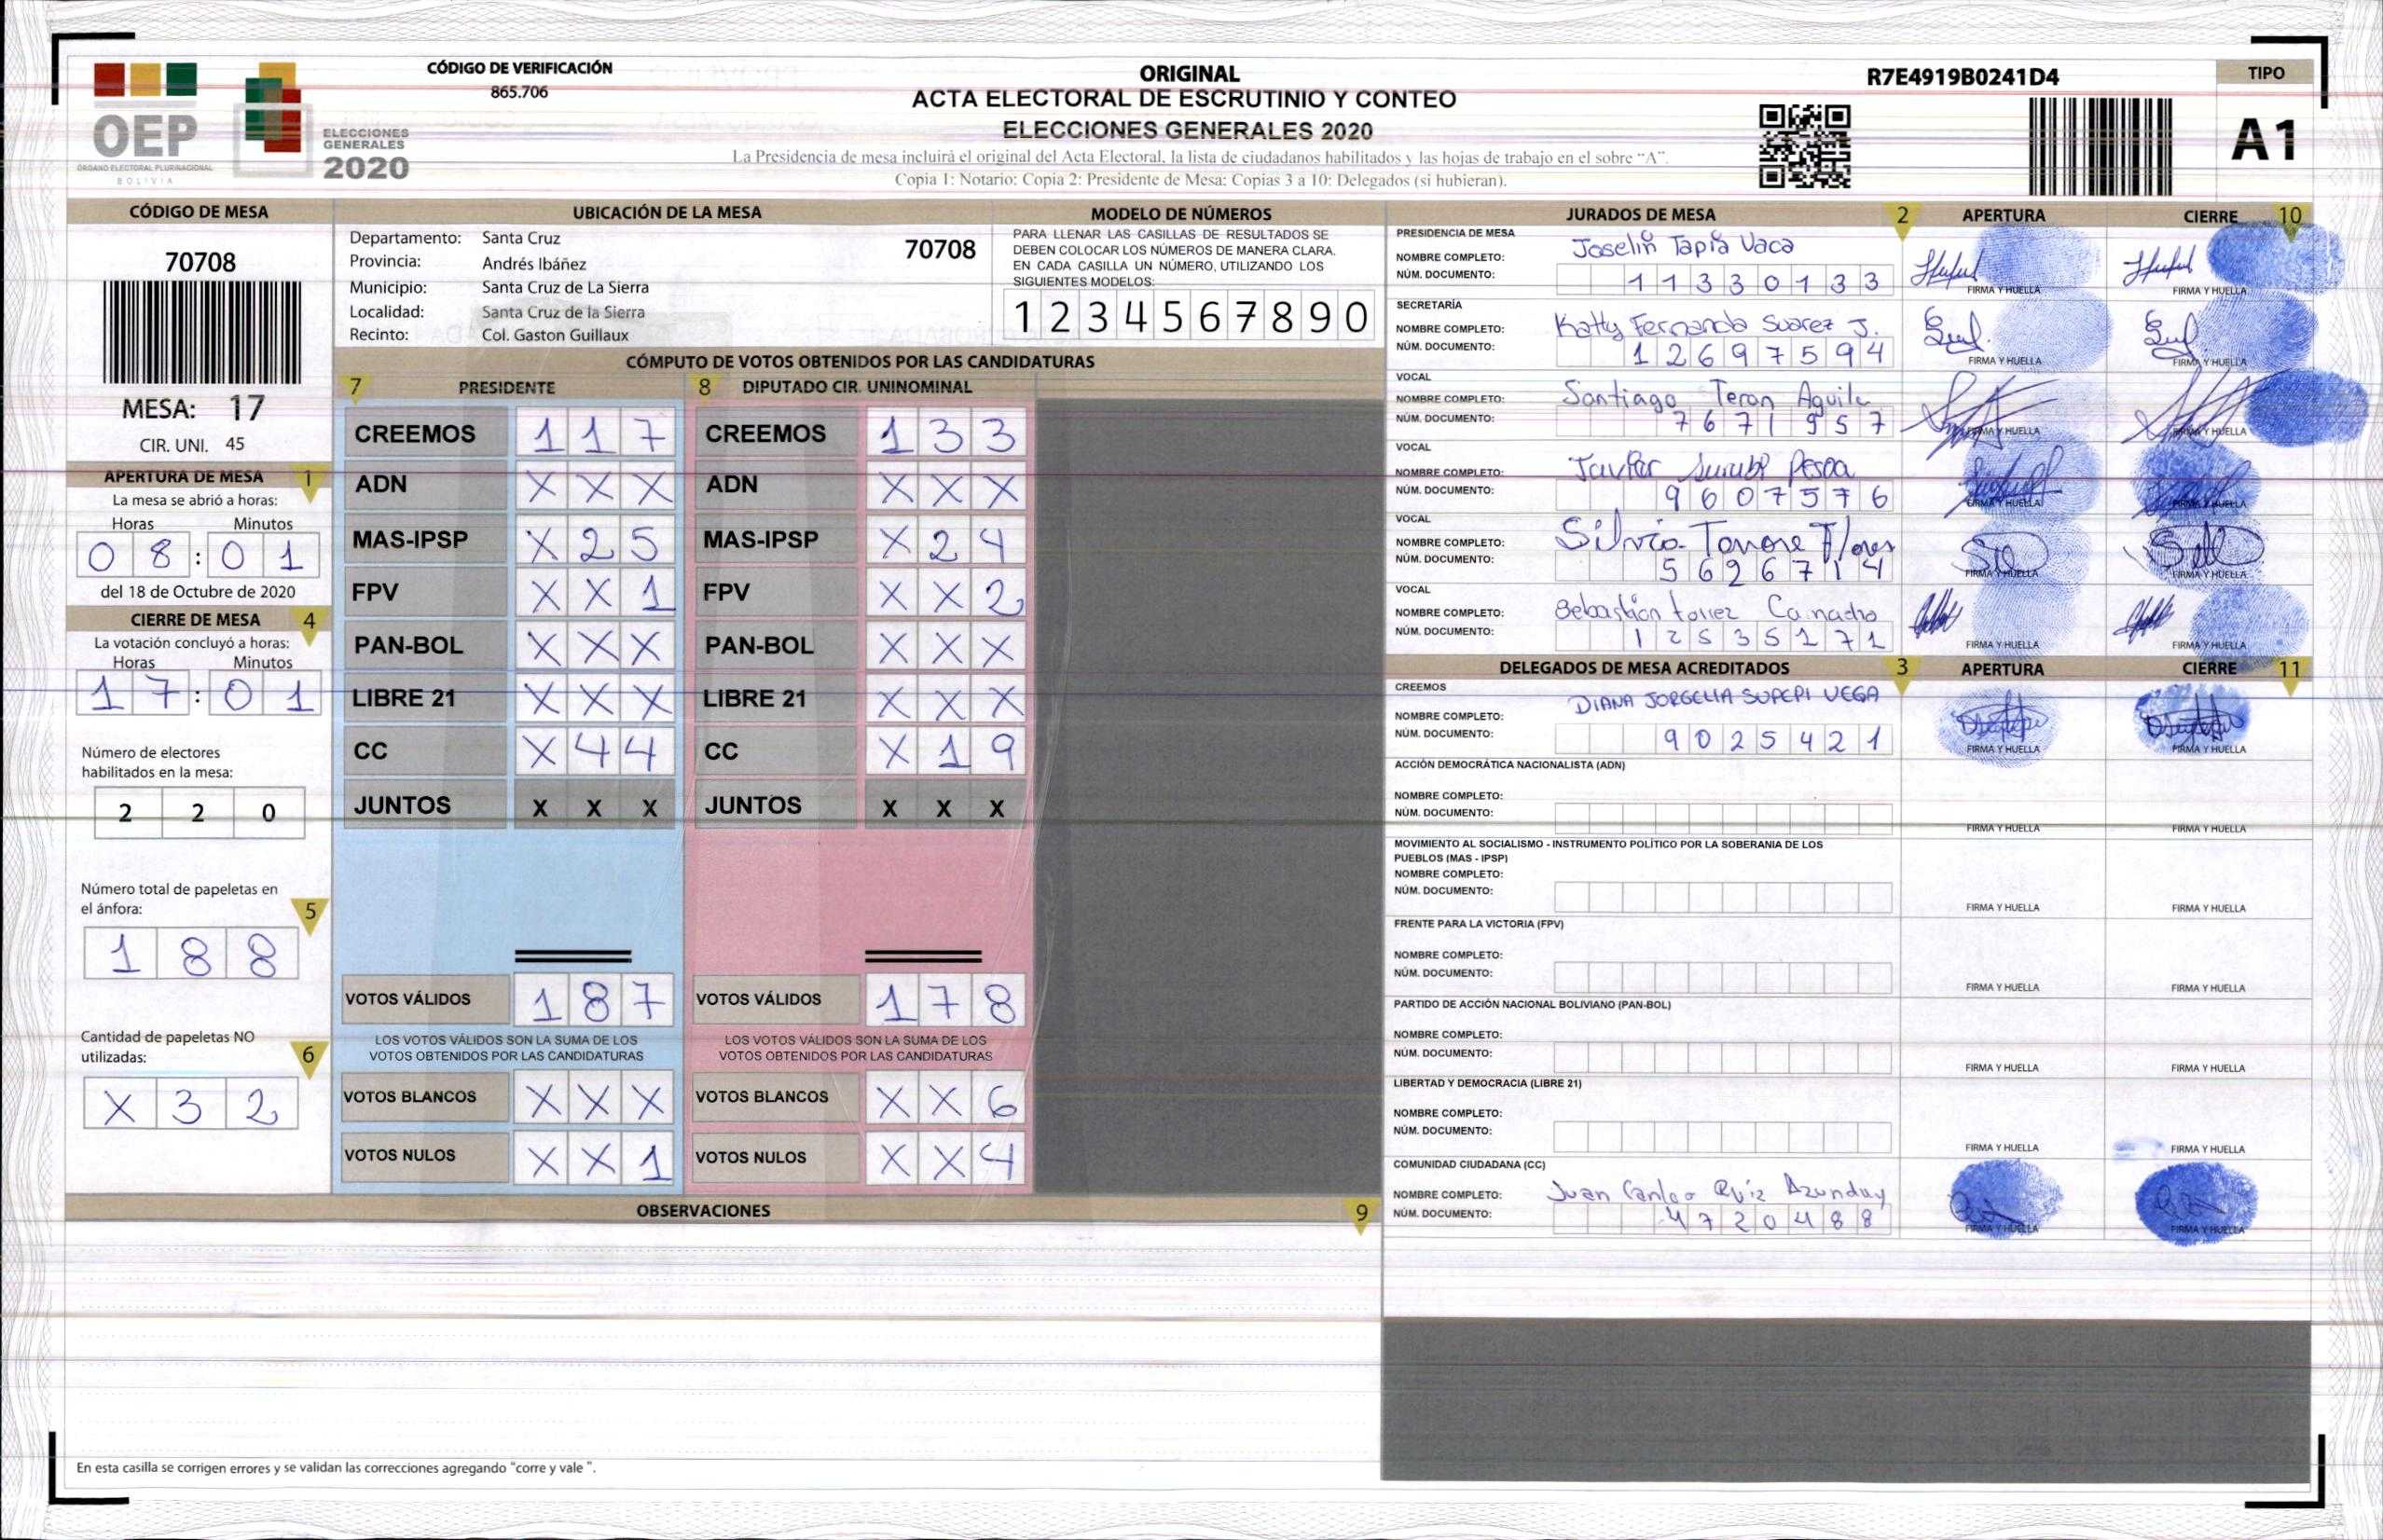 CÓDIGO DE VERIFICACIÓN
865.706
OEP
ÓRGANO ELECTORAL PLURINACIONAL
BOLIVIA
ELECCIONES
GENERALES
2020
ORIGINAL
ACTA ELECTORAL DE ESCRUTINIO Y CONTEO
ELECCIONES GENERALES 2020
La Presidencia de mesa incluirá el original del Acta Electoral, la lista de ciudadanos habilitados y las hojas de trabajo en el sobre “A”.
Copia 1: Notario: Copia 2: Presidente de Mesa: Copias 3 a 10: Delegados (si hubieran).
R7E4919B0241D4
TIPO
A1
CÓDIGO DE MESA
70708
MESA: 17
CIR. UNI. 45
APERTURA DE MESA 1
La mesa se abrió a horas:
Horas Minutos
0 8 : 0 1
del 18 de Octubre de 2020
CIERRE DE MESA 4
La votación concluyó a horas:
Horas Minutos
1 7 : 0 1
Número de electores
habilitados en la mesa:
2 2 0
Número total de papeletas en
el ánfora: 5
1 8 8
Cantidad de papeletas NO
utilizadas: 6
X 3 2
UBICACIÓN DE LA MESA
Departamento: Santa Cruz
70708
Provincia: Andrés Ibáñez
Municipio: Santa Cruz de La Sierra
Localidad: Santa Cruz de la Sierra
Recinto: Col. Gaston Guillaux
MODELO DE NÚMEROS
PARA LLENAR LAS CASILLAS DE RESULTADOS SE
DEBEN COLOCAR LOS NÚMEROS DE MANERA CLARA.
EN CADA CASILLA UN NÚMERO, UTILIZANDO LOS
SIGUIENTES MODELOS:
1 2 3 4 5 6 7 8 9 0
CÓMPUTO DE VOTOS OBTENIDOS POR LAS CANDIDATURAS
7 PRESIDENTE 8 DIPUTADO CIR. UNINOMINAL
CREEMOS 1 1 7 CREEMOS 1 3 3
ADN X X X ADN X X X
MAS-IPSP X 2 5 MAS-IPSP X 2 4
FPV X X 1 FPV X X 2
PAN-BOL X X X PAN-BOL X X X
LIBRE 21 X X X LIBRE 21 X X X
CC X 4 4 CC X 1 9
JUNTOS X X X JUNTOS X X X
VOTOS VÁLIDOS 1 8 7 VOTOS VÁLIDOS 1 7 8
LOS VOTOS VÁLIDOS SON LA SUMA DE LOS LOS VOTOS VÁLIDOS SON LA SUMA DE LOS
VOTOS OBTENIDOS POR LAS CANDIDATURAS VOTOS OBTENIDOS POR LAS CANDIDATURAS
VOTOS BLANCOS X X X VOTOS BLANCOS X X 6
VOTOS NULOS X X 1 VOTOS NULOS X X 4
OBSERVACIONES 9
En esta casilla se corrigen errores y se validan las correcciones agregando "corre y vale ".
JURADOS DE MESA 2 APERTURA CIERRE 10
PRESIDENCIA DE MESA
NOMBRE COMPLETO: Joselin Tapia Vaca
NÚM. DOCUMENTO: 1 1 3 3 0 1 3 3
FIRMA Y HUELLA FIRMA Y HUELLA
SECRETARÍA
NOMBRE COMPLETO: Katty Fernanda Suarez J.
NÚM. DOCUMENTO: 1 2 6 9 7 5 9 4
FIRMA Y HUELLA FIRMA Y HUELLA
VOCAL
NOMBRE COMPLETO: Santiago Teron Aguile
NÚM. DOCUMENTO: 7 6 7 1 9 5 7
FIRMA Y HUELLA FIRMA Y HUELLA
VOCAL
NOMBRE COMPLETO:
NÚM. DOCUMENTO: 9 6 0 7 5 7 6
FIRMA Y HUELLA FIRMA Y HUELLA
VOCAL
NOMBRE COMPLETO: Silvia Flores
NÚM. DOCUMENTO: 5 6 2 6 7 1 4
FIRMA Y HUELLA FIRMA Y HUELLA
VOCAL
NOMBRE COMPLETO: Sebastian
NÚM. DOCUMENTO: 1 2 5 3 5 1 7 1
FIRMA Y HUELLA FIRMA Y HUELLA
DELEGADOS DE MESA ACREDITADOS 3 APERTURA CIERRE 11
CREEMOS
NOMBRE COMPLETO: DIANA JORGELIA SUPEPI VEGA
NÚM. DOCUMENTO: 9 0 2 5 4 2 1
FIRMA Y HUELLA FIRMA Y HUELLA
ACCIÓN DEMOCRÁTICA NACIONALISTA (ADN)
NOMBRE COMPLETO:
NÚM. DOCUMENTO:
FIRMA Y HUELLA FIRMA Y HUELLA
MOVIMIENTO AL SOCIALISMO - INSTRUMENTO POLÍTICO POR LA SOBERANIA DE LOS
PUEBLOS (MAS - IPSP)
NOMBRE COMPLETO:
NÚM. DOCUMENTO:
FIRMA Y HUELLA FIRMA Y HUELLA
FRENTE PARA LA VICTORIA (FPV)
NOMBRE COMPLETO:
NÚM. DOCUMENTO:
FIRMA Y HUELLA FIRMA Y HUELLA
PARTIDO DE ACCIÓN NACIONAL BOLIVIANO (PAN-BOL)
NOMBRE COMPLETO:
NÚM. DOCUMENTO:
FIRMA Y HUELLA FIRMA Y HUELLA
LIBERTAD Y DEMOCRACIA (LIBRE 21)
NOMBRE COMPLETO:
NÚM. DOCUMENTO:
FIRMA Y HUELLA FIRMA Y HUELLA
COMUNIDAD CIUDADANA (CC)
NOMBRE COMPLETO: Juan Carlos Ruiz Azunduy
NÚM. DOCUMENTO: 4 7 2 0 4 8 8
FIRMA Y HUELLA FIRMA Y HUELLA